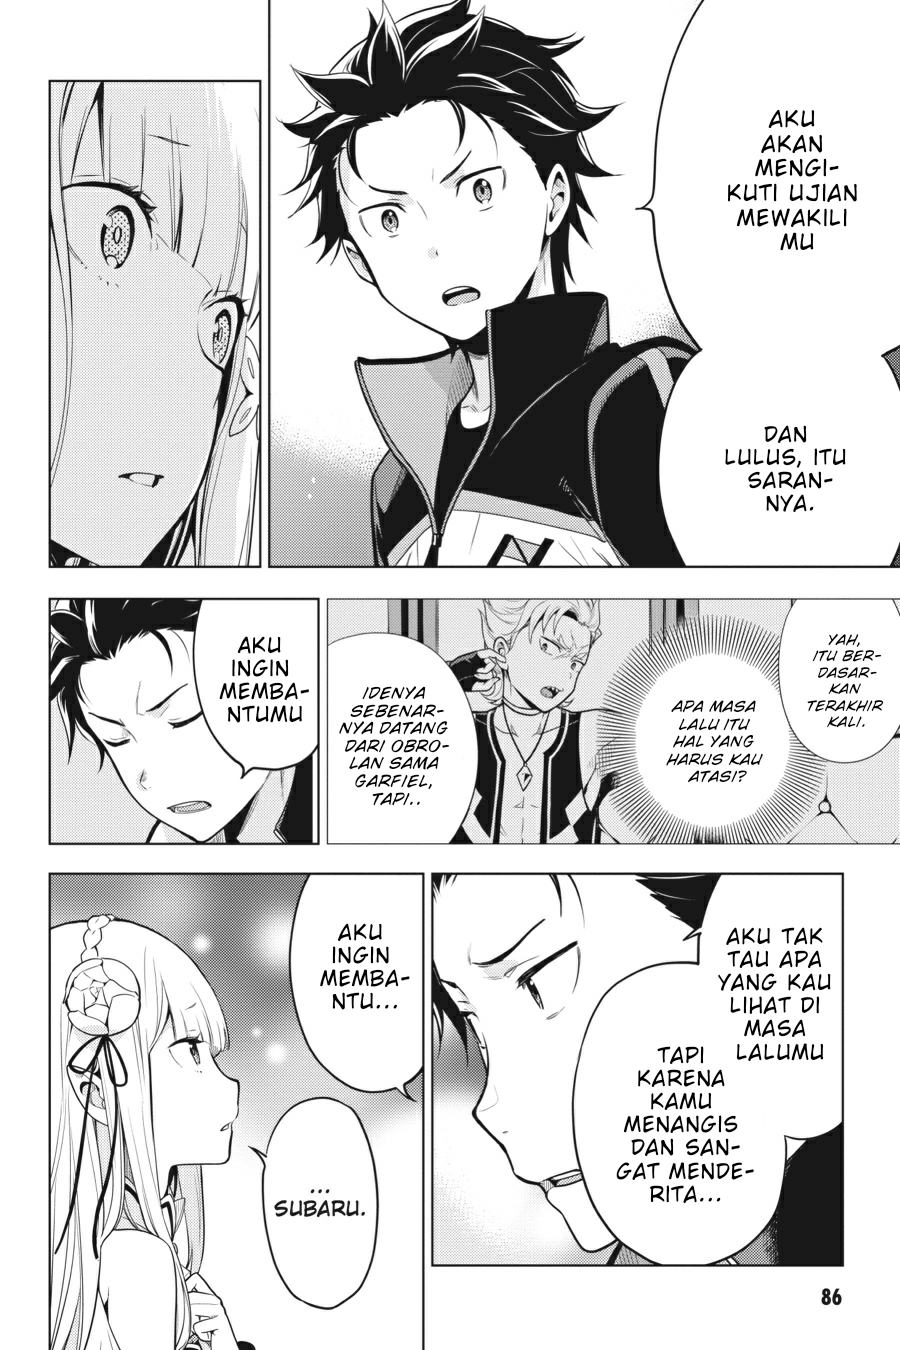 AKU
AKAN
MENGI-
KUTI UJIAN
MEWAKILI
MU
DAN
LULUS, ITU
SARAN-
NYA.
YAH,
ITU BER-
DASAR-
KAN
TERAKHIR
KALI.
APA MASA
LALU ITU
HAL YANG
HARUS KAU
ATASI?
IDENYA
SEBENAR-
NYA DATANG
DARI OBRO-
LAN SAMA
GARFIEL,
TAPI..
AKU
INGIN
MEMBA-
NTUMU
AKU TAK
TAU APA
YANG KAU
LIHAT DI
MASA
LALUMU
TAPI
KARENA
KAMU
MENANGIS
DAN SAN-
GAT MENDE-
RITA...
AKU
INGIN
MEMBA-
NTU...
...
SUBARU.
86